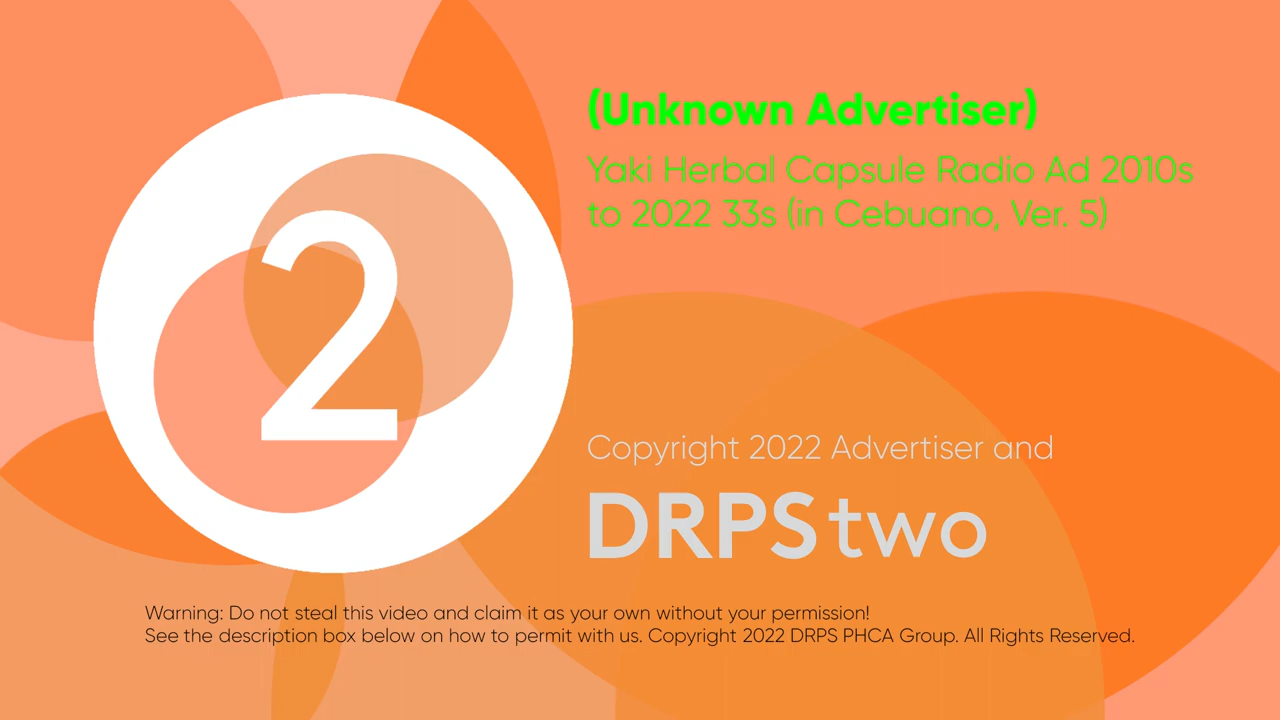 2
(Unknown Advertiser)
Yaki Herbal Capsule Radio Ad 2010s
to 2022 33s (in Cebuano, Ver. 5)
Copyright 2022 Advertiser and
DRPS two
Warning: Do not steal this video and claim it as your own without your permission!
See the description box below on how to permit with us. Copyright 2022 DRPS PHCA Group. All Rights Reserved.